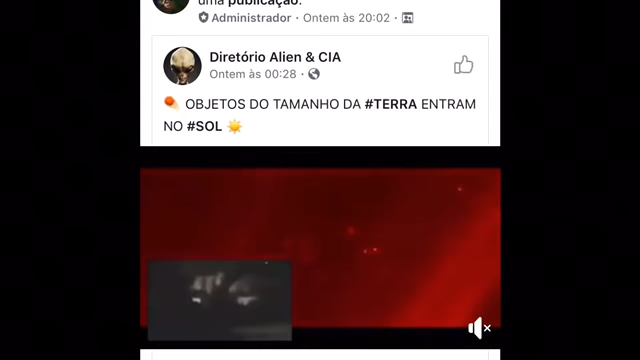 uma publicação.
Administrador · Ontem às 20:02 ·
Diretório Alien & CIA
Ontem às 00:28 ·
OBJETOS DO TAMANHO DA #TERRA ENTRAM
NO #SOL